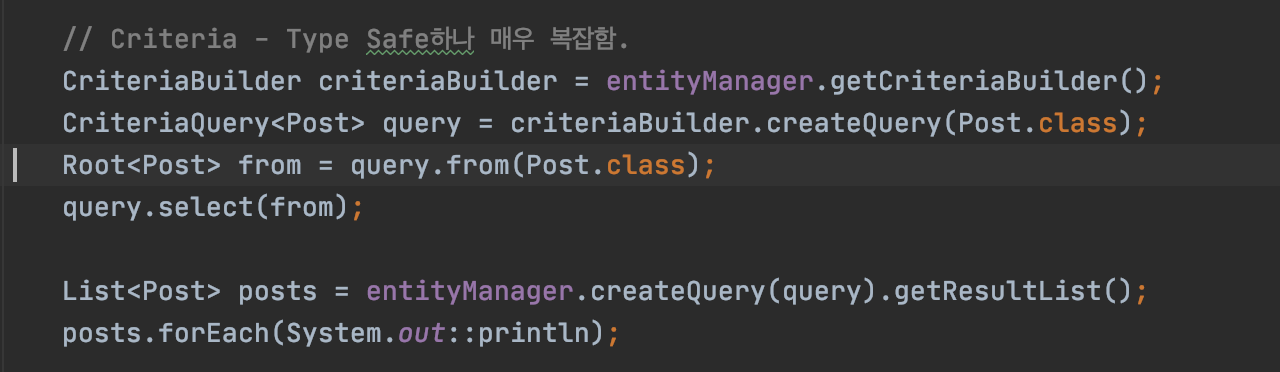 // Criteria - Type Safe하나 매우 복잡함.
CriteriaBuilder criteriaBuilder = entityManager.getCriteriaBuilder();
CriteriaQuery<Post> query = criteriaBuilder.createQuery(Post.class);
Root<Post> from = query.from(Post.class);
query.select(from);
List<Post> posts = entityManager.createQuery(query).getResultList();
posts.forEach(System.out::println);